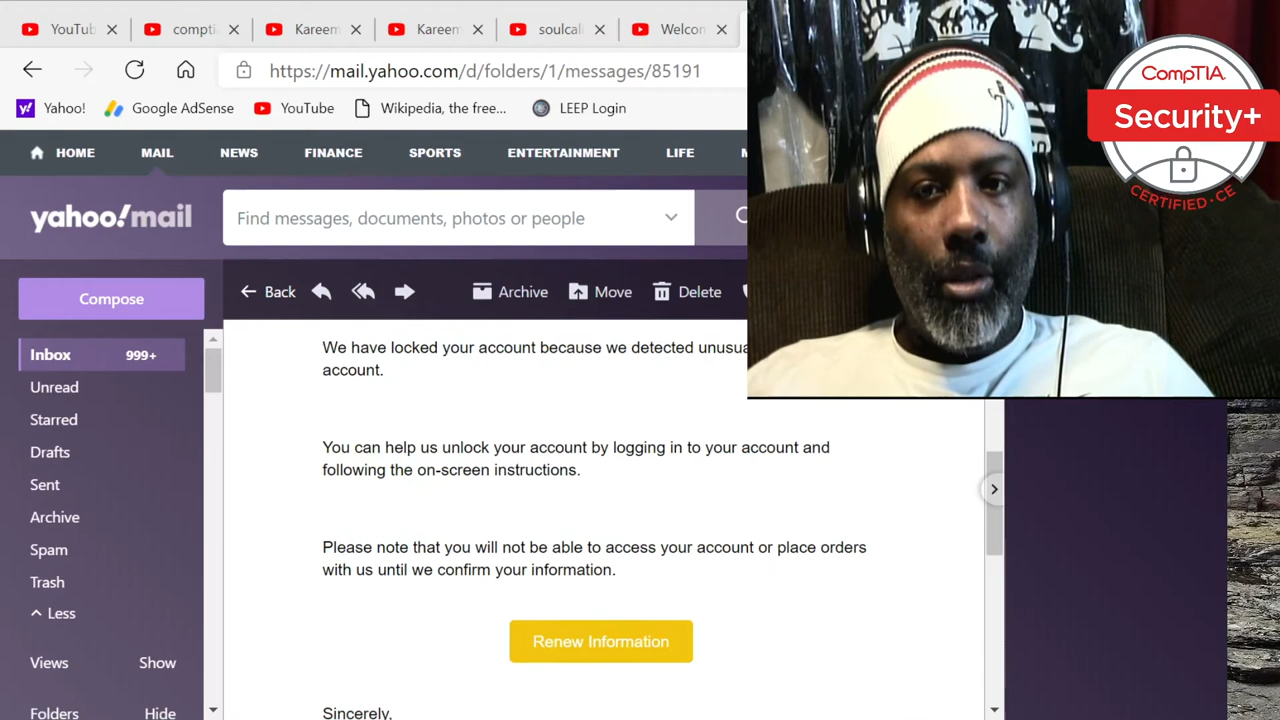 YouTub
compti
Kareem
Kareem
soulcali
Welcon
https://mail.yahoo.com/d/folders/1/messages/85191
Yahoo!
Google AdSense
YouTube
Wikipedia, the free...
LEEP Login
HOME
MAIL
NEWS
FINANCE
SPORTS
ENTERTAINMENT
LIFE
M
yahoo!mail
Find messages, documents, photos or people
Compose
Back
Archive
Move
Delete
Inbox 999+
Unread
Starred
Drafts
Sent
Archive
Spam
Trash
Less
Views Show
Folders Hide
We have locked your account because we detected unusua
account.
You can help us unlock your account by logging in to your account and
following the on-screen instructions.
Please note that you will not be able to access your account or place orders
with us until we confirm your information.
Renew Information
Sincerely,
CompTIA.
Security+
CERTIFIED·CE